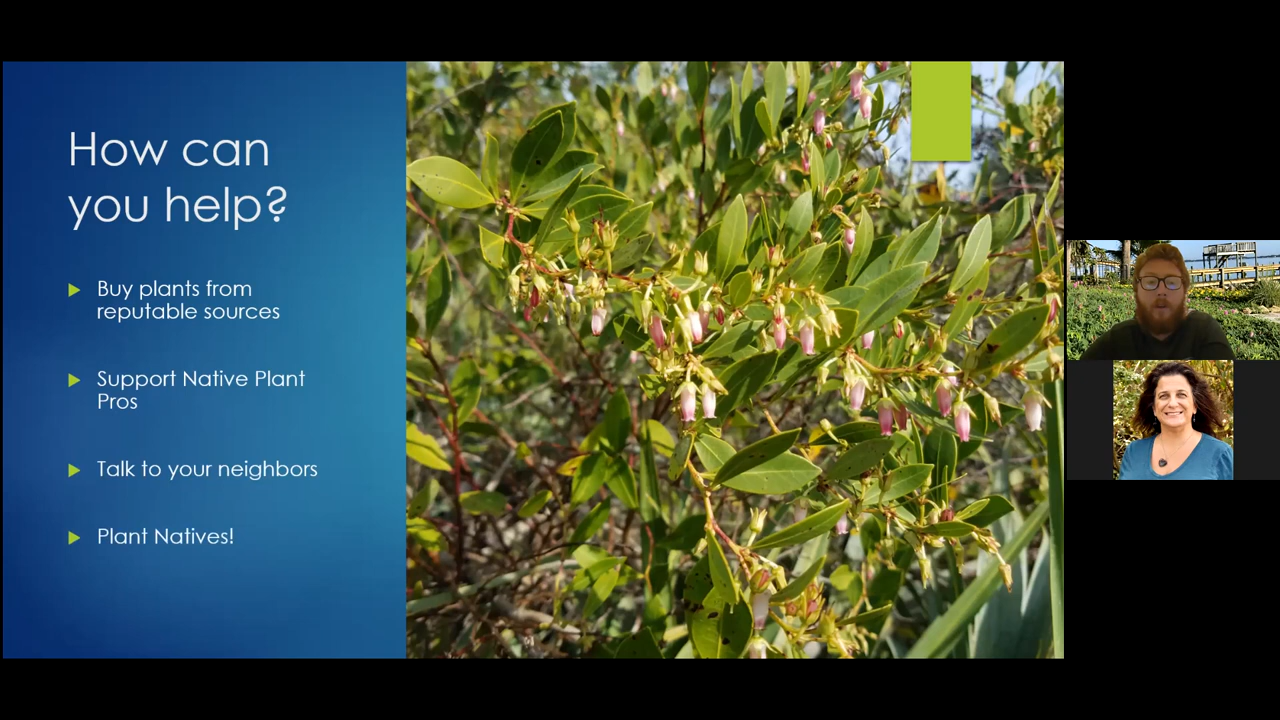 How can
you help?
Buy plants from
reputable sources
Support Native Plant
Pros
Talk to your neighbors
Plant Natives!